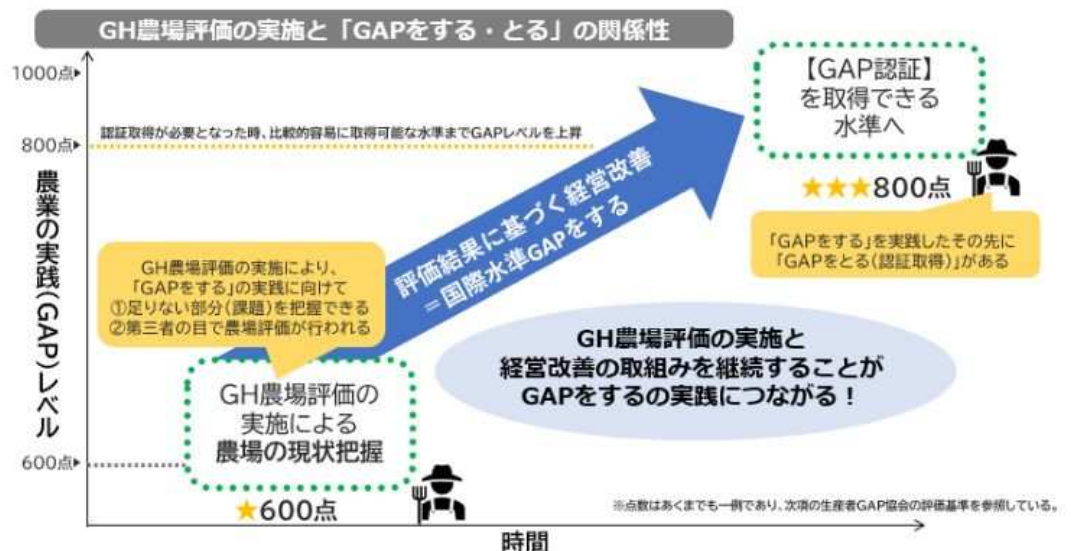 GH農場評価の実施と「GAPをする・とる」の関係性
1000点
800点
600点
農業の実践(GAP)レベル
認証取得が必要となった時、比較的容易に取得可能な水準までGAPレベルを上昇
【GAP認証】
を取得できる
水準へ
★★★800点
「GAPをする」を実践したその先に
「GAPをとる(認証取得)」がある
評価結果に基づく経営改善
＝国際水準GAPをする
GH農場評価の実施により、
「GAPをする」の実践に向けて
①足りない部分(課題)を把握できる
②第三者の目で農場評価が行われる
GH農場評価の
実施による
農場の現状把握
★600点
GH農場評価の実施と
経営改善の取組みを継続することが
GAPをするの実践につながる！
※点数はあくまでも一例であり、次項の生産者GAP協会の評価基準を参照している。
時間